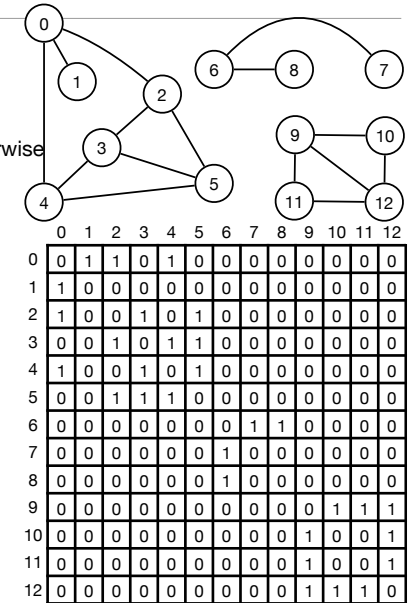 0
1
2
6
8
7
3
rwise
9
10
5
4
11
12
0 1 2 3 4 5 6 7 8 9 10 11 12
0 0 1 1 0 1 0 0 0 0 0 0 0 0
1 1 0 0 0 0 0 0 0 0 0 0 0 0
2 1 0 0 1 0 1 0 0 0 0 0 0 0
3 0 0 1 0 1 1 0 0 0 0 0 0 0
4 1 0 0 1 0 1 0 0 0 0 0 0 0
5 0 0 1 1 1 0 0 0 0 0 0 0 0
6 0 0 0 0 0 0 0 1 1 0 0 0 0
7 0 0 0 0 0 0 1 0 0 0 0 0 0
8 0 0 0 0 0 0 1 0 0 0 0 0 0
9 0 0 0 0 0 0 0 0 0 0 1 1 1
10 0 0 0 0 0 0 0 0 0 1 0 0 1
11 0 0 0 0 0 0 0 0 0 1 0 0 1
12 0 0 0 0 0 0 0 0 0 1 1 1 0